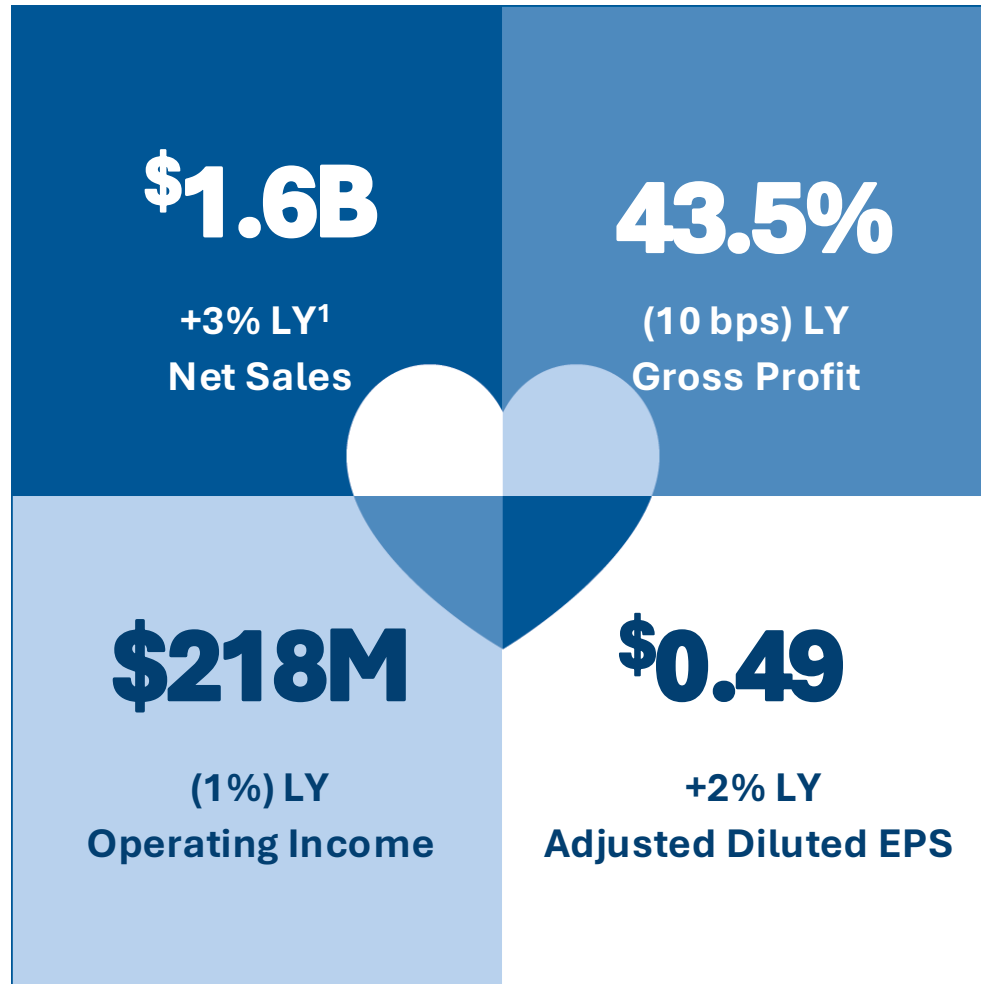 $1.6B
+3% LY¹
Net Sales
43.5%
(10 bps) LY
Gross Profit
$218M
(1%) LY
Operating Income
$0.49
+2% LY
Adjusted Diluted EPS